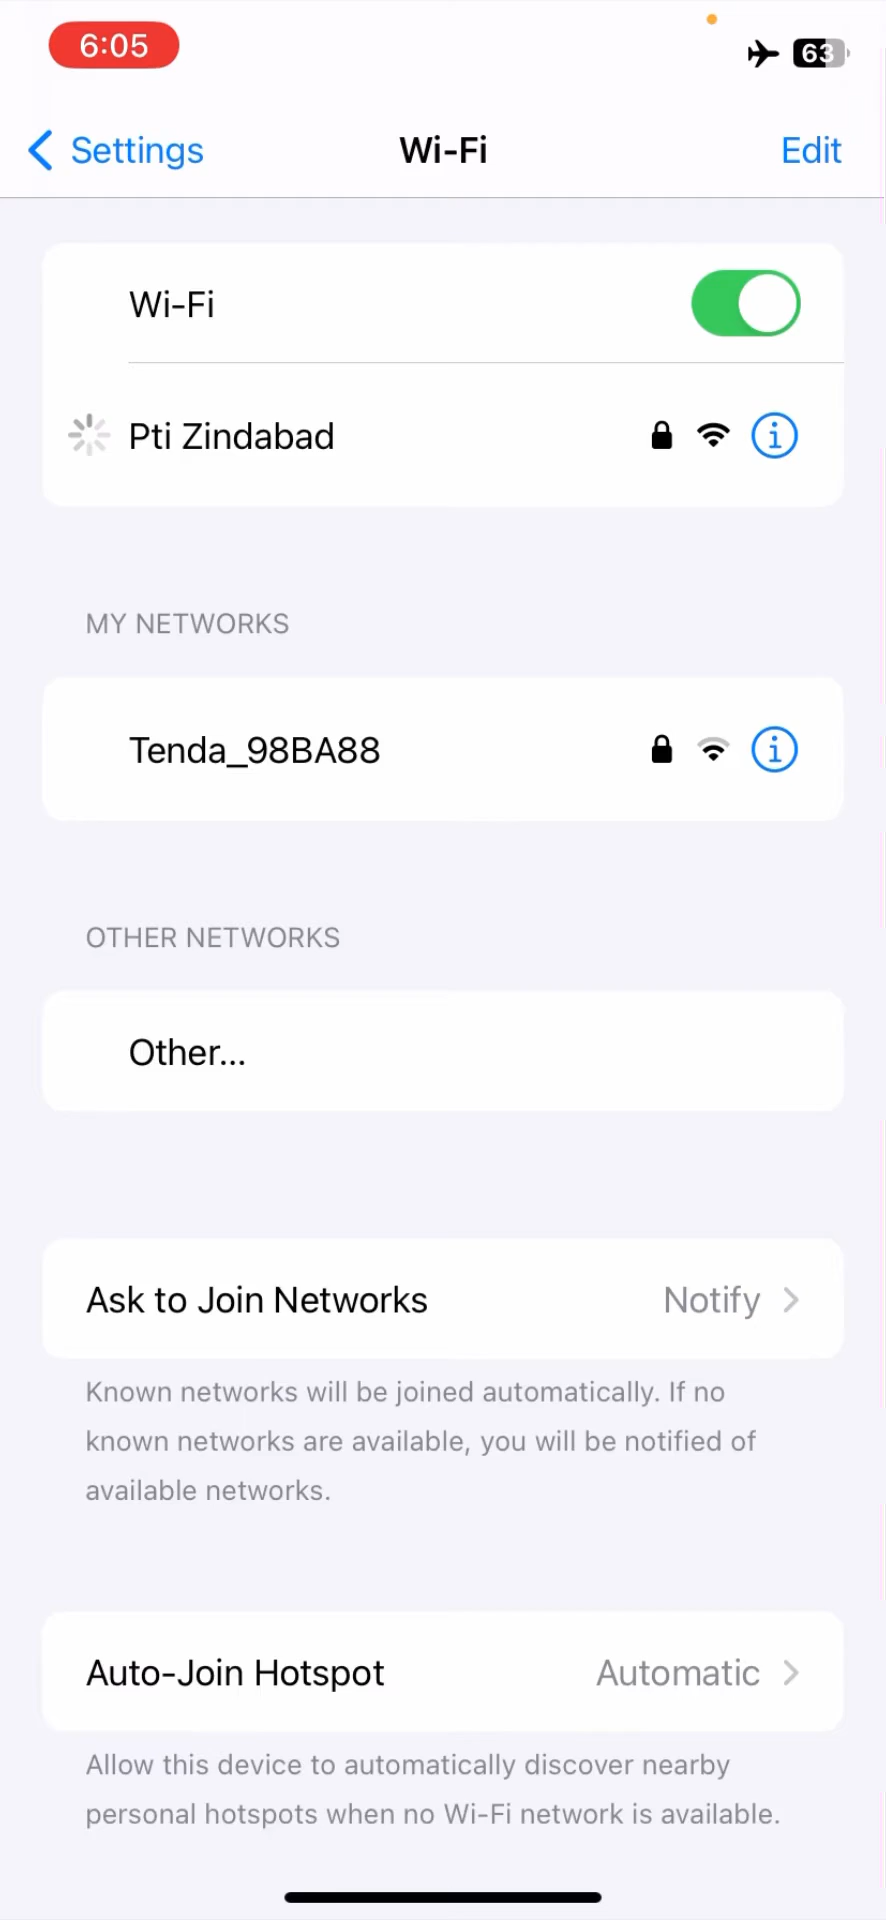 6:05
63
Settings
Wi-Fi
Edit
Wi-Fi
Pti Zindabad
MY NETWORKS
Tenda_98BA88
OTHER NETWORKS
Other...
Ask to Join Networks
Notify
Known networks will be joined automatically. If no
known networks are available, you will be notified of
available networks.
Auto-Join Hotspot
Automatic
Allow this device to automatically discover nearby
personal hotspots when no Wi-Fi network is available.